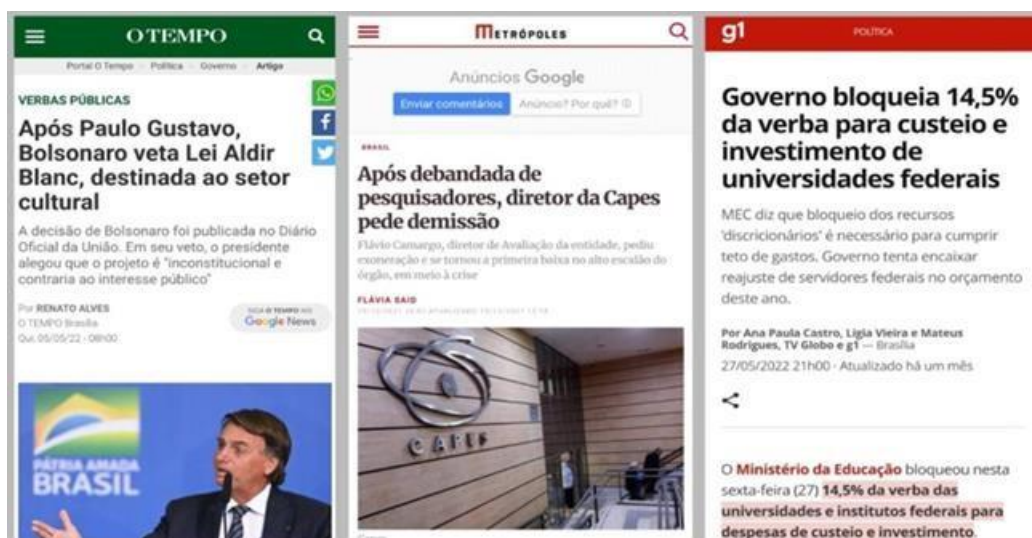 O TEMPO
Portal O Tempo Política Governo Artigo
VERBAS PÚBLICAS
Após Paulo Gustavo,
Bolsonaro veta Lei Aldir
Blanc, destinada ao setor
cultural
A decisão de Bolsonaro foi publicada no Diário
Oficial da União. Em seu veto, o presidente
alegou que o projeto é "inconstitucional e
contraria ao interesse público"
Por RENATO ALVES
O TEMPO Brasília
Qui, 05/05/22 - 08h00
SIGA O TEMPO NO
Google News
PÁTRIA AMADA
BRASIL
METRÓPOLES
Anúncios Google
Enviar comentários
Anúncio? Por quê?
BRASIL
Após debandada de
pesquisadores, diretor da Capes
pede demissão
Flávio Camargo, diretor de Avaliação da entidade, pediu
exoneração e se tornou a primeira baixa no alto escalão do
órgão, em meio à crise
FLÁVIA SAID
CAPES
g1
POLÍTICA
Governo bloqueia 14,5%
da verba para custeio e
investimento de
universidades federais
MEC diz que bloqueio dos recursos
'discricionários' é necessário para cumprir
teto de gastos. Governo tenta encaixar
reajuste de servidores federais no orçamento
deste ano.
Por Ana Paula Castro, Lígia Vieira e Mateus
Rodrigues, TV Globo e g1 — Brasília
27/05/2022 21h00 · Atualizado há um mês
O Ministério da Educação bloqueou nesta
sexta-feira (27) 14,5% da verba das
universidades e institutos federais para
despesas de custeio e investimento.